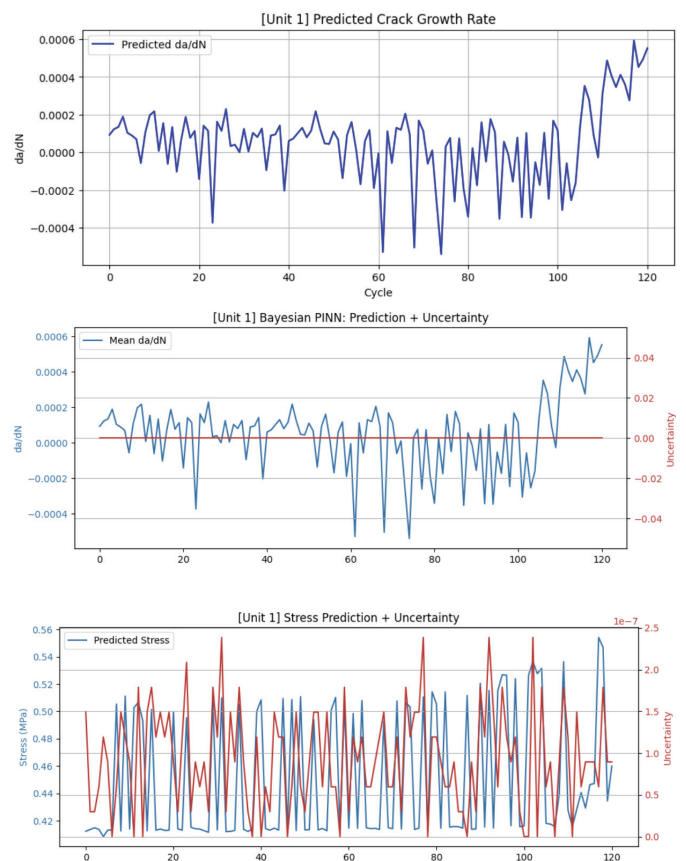 [Unit 1] Predicted Crack Growth Rate
0.0006
0.0004
0.0002
0.0000
−0.0002
−0.0004
da/dN
Predicted da/dN
0 20 40 60 80 100 120
Cycle
[Unit 1] Bayesian PINN: Prediction + Uncertainty
0.0006
0.0004
0.0002
0.0000
−0.0002
−0.0004
da/dN
Mean da/dN
0.04
0.02
0.00
−0.02
−0.04
Uncertainty
0 20 40 60 80 100 120
[Unit 1] Stress Prediction + Uncertainty
1e−7
0.56
0.54
0.52
0.50
0.48
0.46
0.44
0.42
Stress (MPa)
Predicted Stress
2.5
2.0
1.5
1.0
0.5
0.0
Uncertainty
0 20 40 60 80 100 120